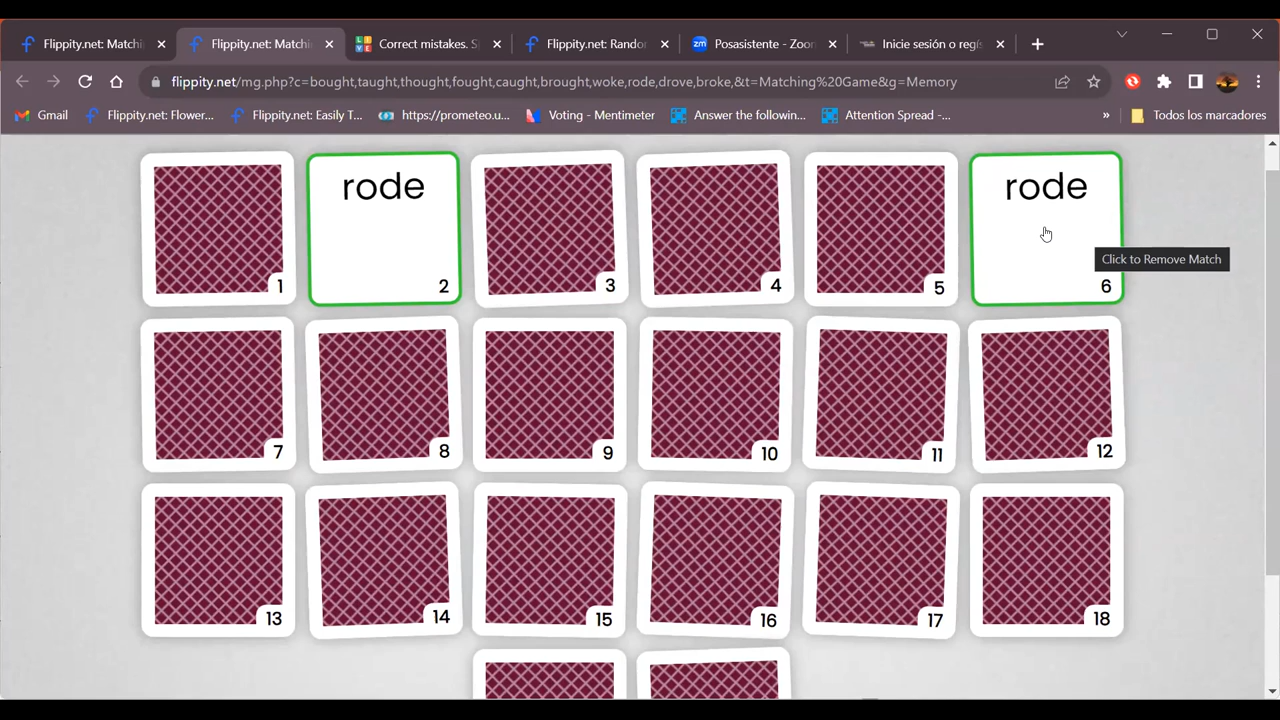 Flippity.net: Matchi
Flippity.net: Matchi
Correct mistakes. S
Flippity.net: Rando
Posasistente - Zoon
Inicie sesión o regís
flippity.net/mg.php?c=bought,taught,thought,fought,caught,brought,woke,rode,drove,broke,&t=Matching%20Game&g=Memory
Gmail
Flippity.net: Flower...
Flippity.net: Easily T...
https://prometeo.u...
Voting - Mentimeter
Answer the followin...
Attention Spread -...
»
Todos los marcadores
1
rode
2
3
4
5
rode
6
Click to Remove Match
7
8
9
10
11
12
13
14
15
16
17
18